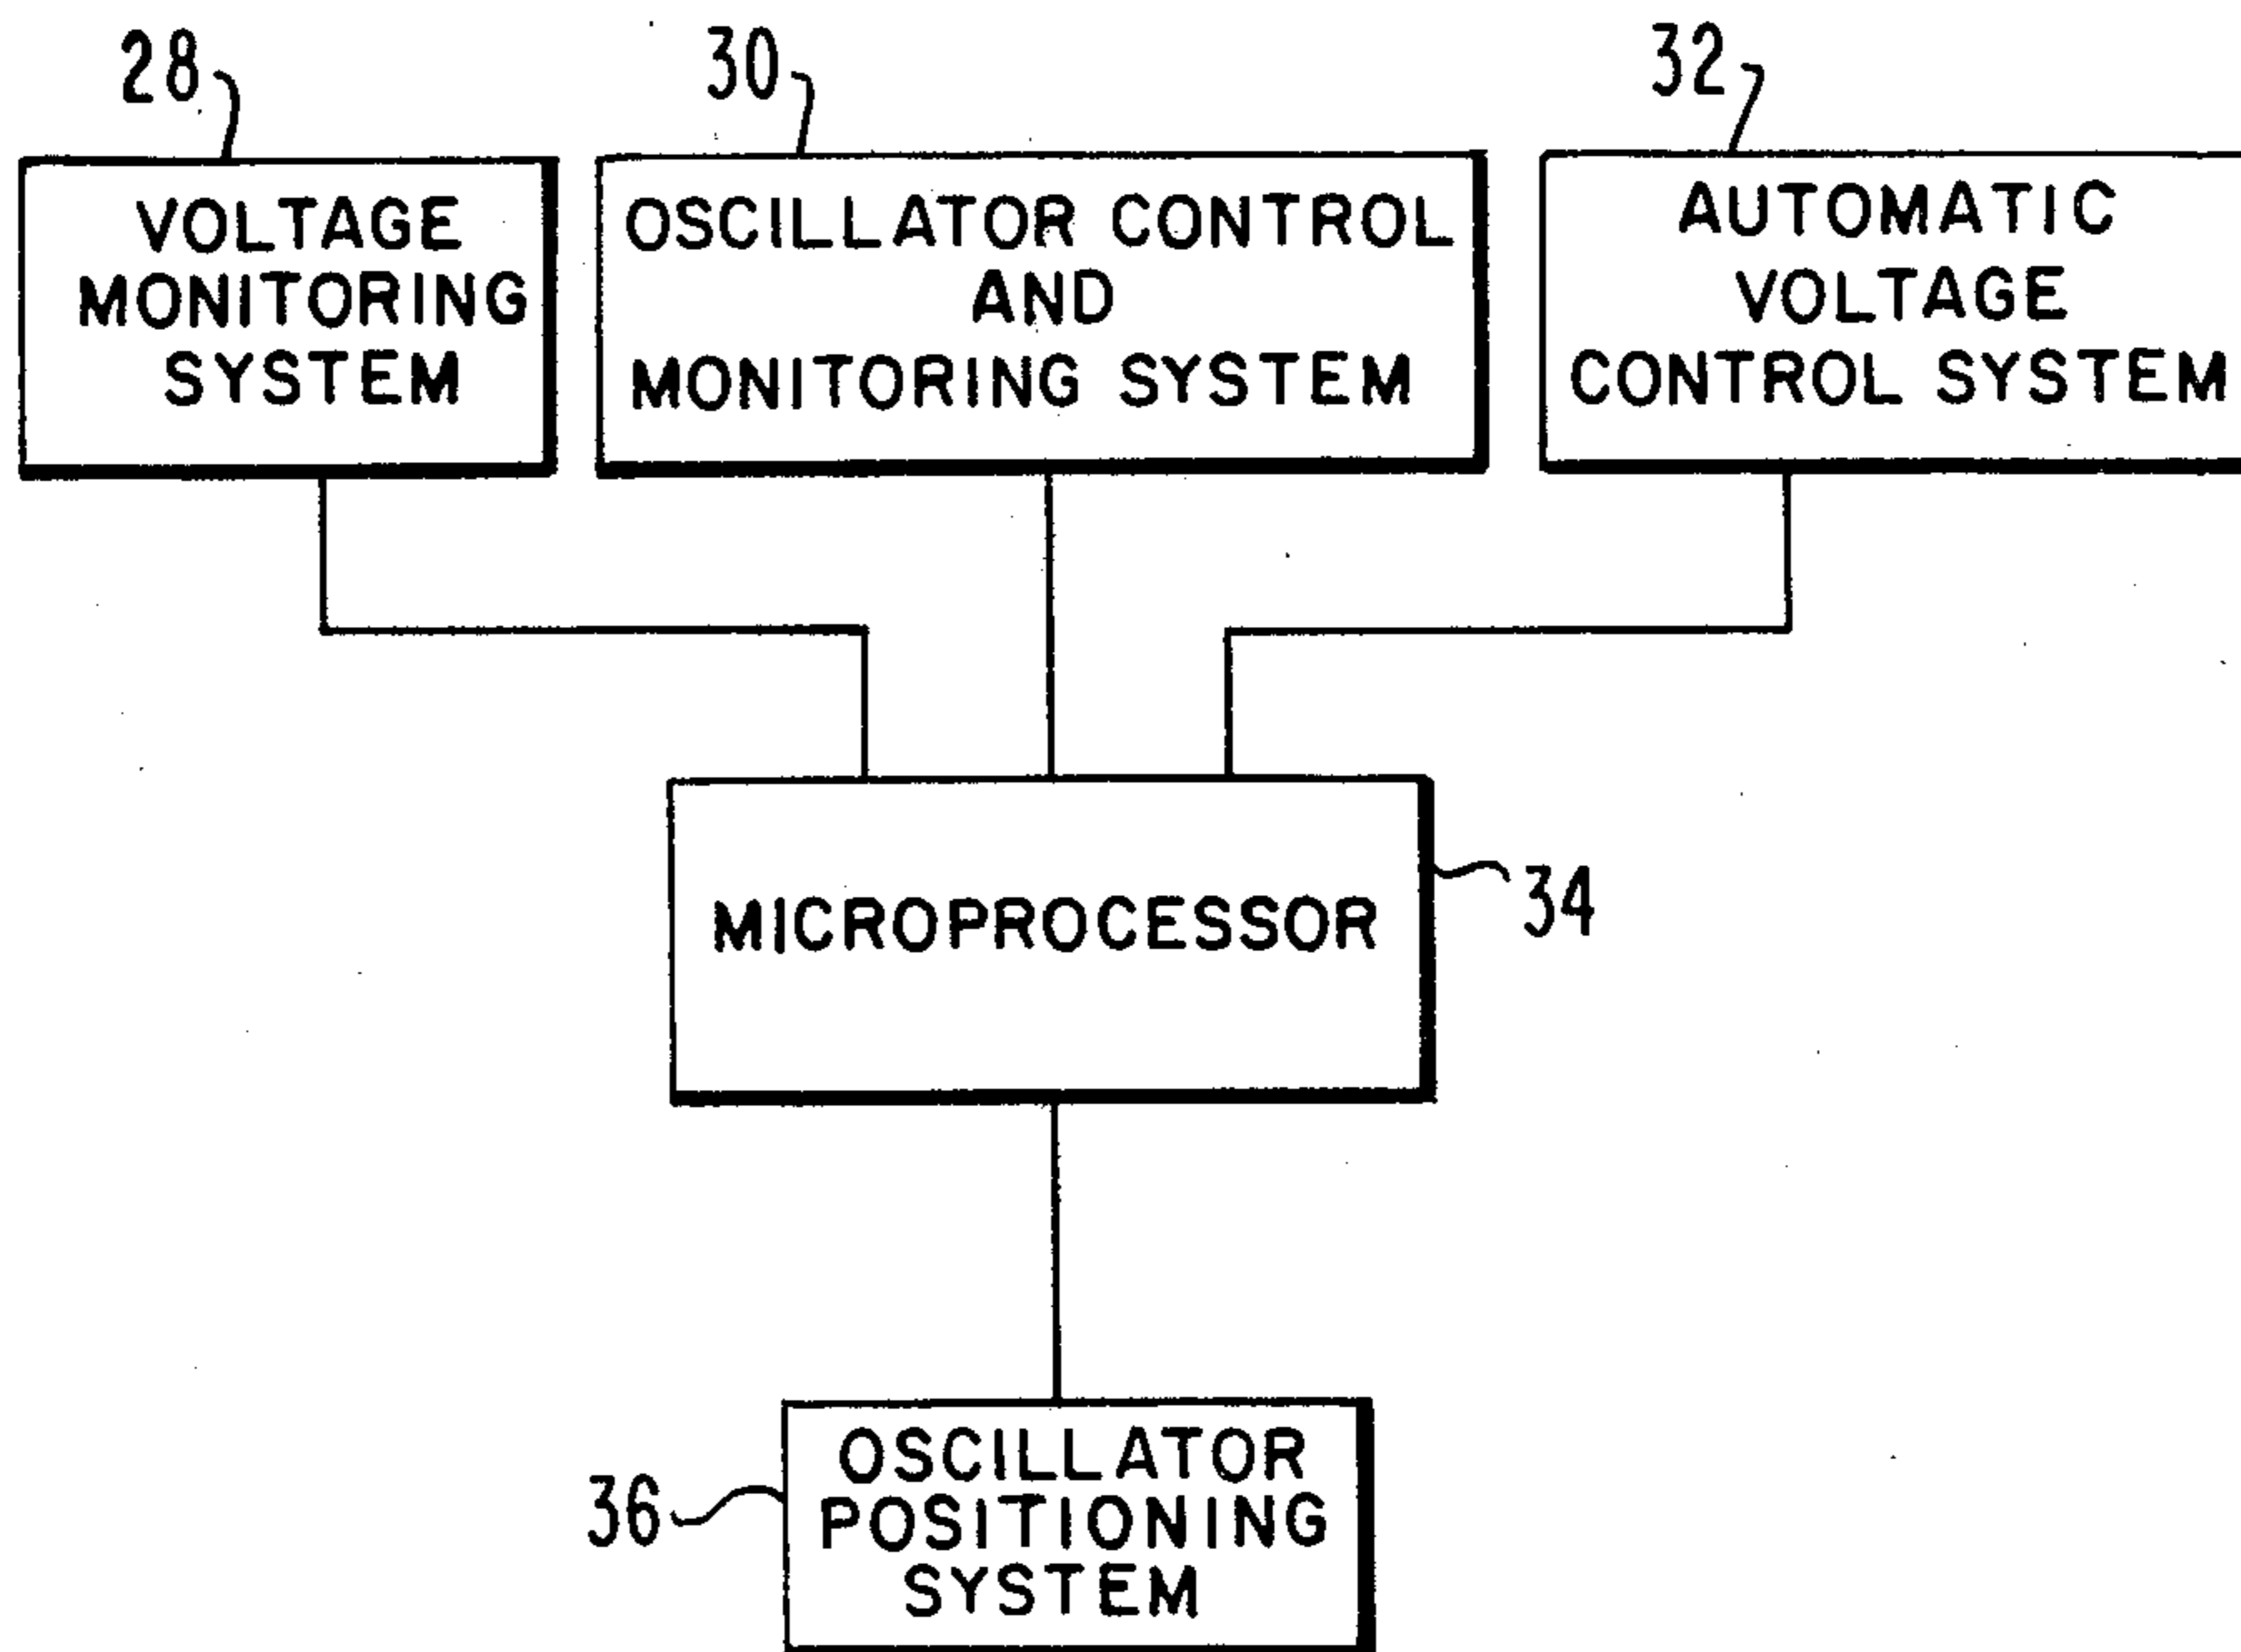 28
30
32
VOLTAGE
MONITORING
SYSTEM
OSCILLATOR CONTROL
AND
MONITORING SYSTEM
AUTOMATIC
VOLTAGE
CONTROL SYSTEM
MICROPROCESSOR
34
36
OSCILLATOR
POSITIONING
SYSTEM